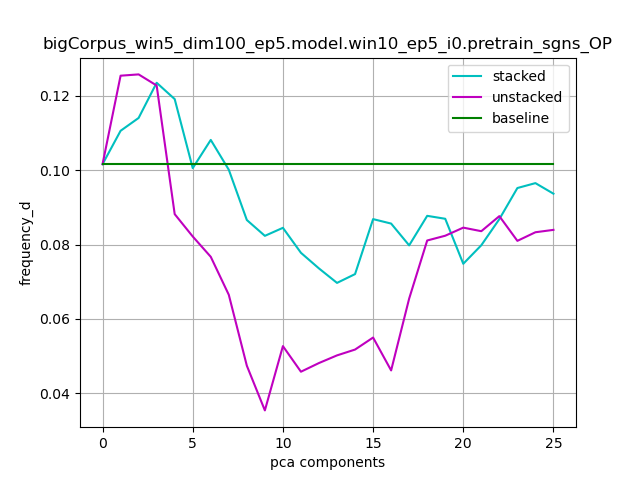 bigCorpus_win5_dim100_ep5.model.win10_ep5_i0.pretrain_sgns_OP
stacked
unstacked
baseline
0.12
0.10
0.08
0.06
0.04
frequency_d
0 5 10 15 20 25
pca components